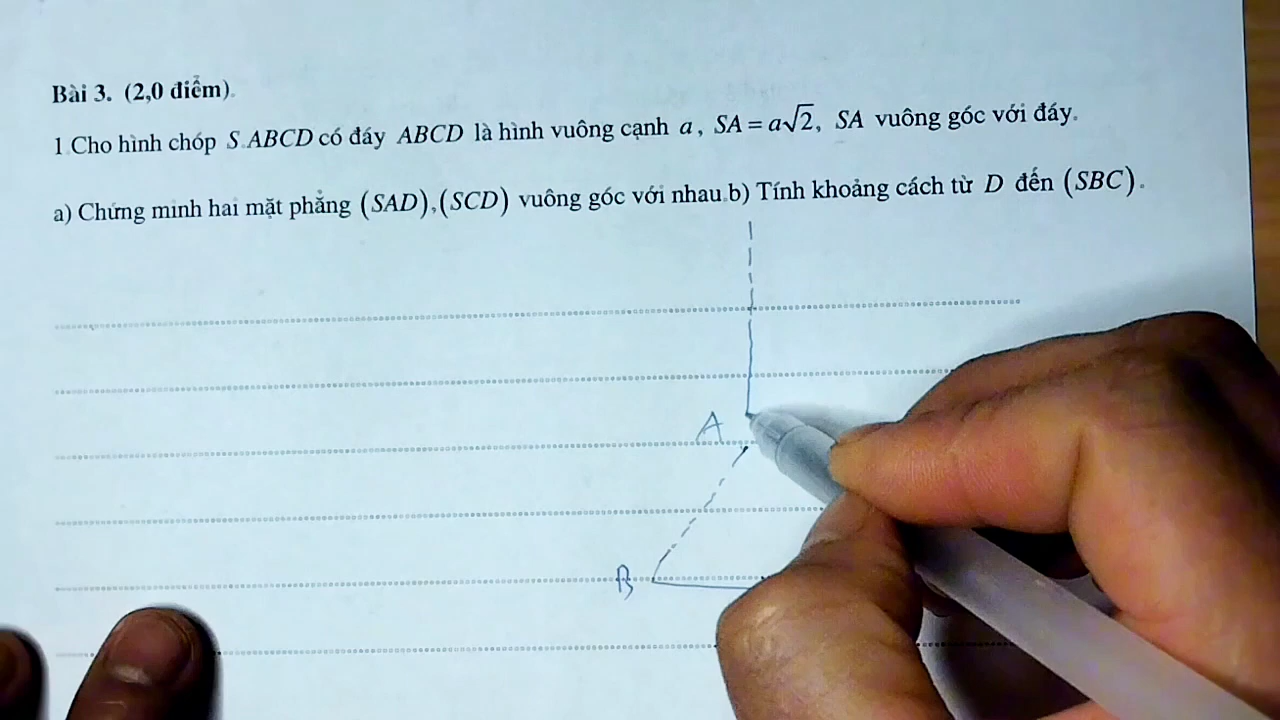 Bài 3. (2,0 điểm).
1.Cho hình chóp S.ABCD có đáy ABCD là hình vuông cạnh a, SA = a√2, SA vuông góc với đáy.
a) Chứng minh hai mặt phẳng (SAD),(SCD) vuông góc với nhau.b) Tính khoảng cách từ D đến (SBC).
A
B